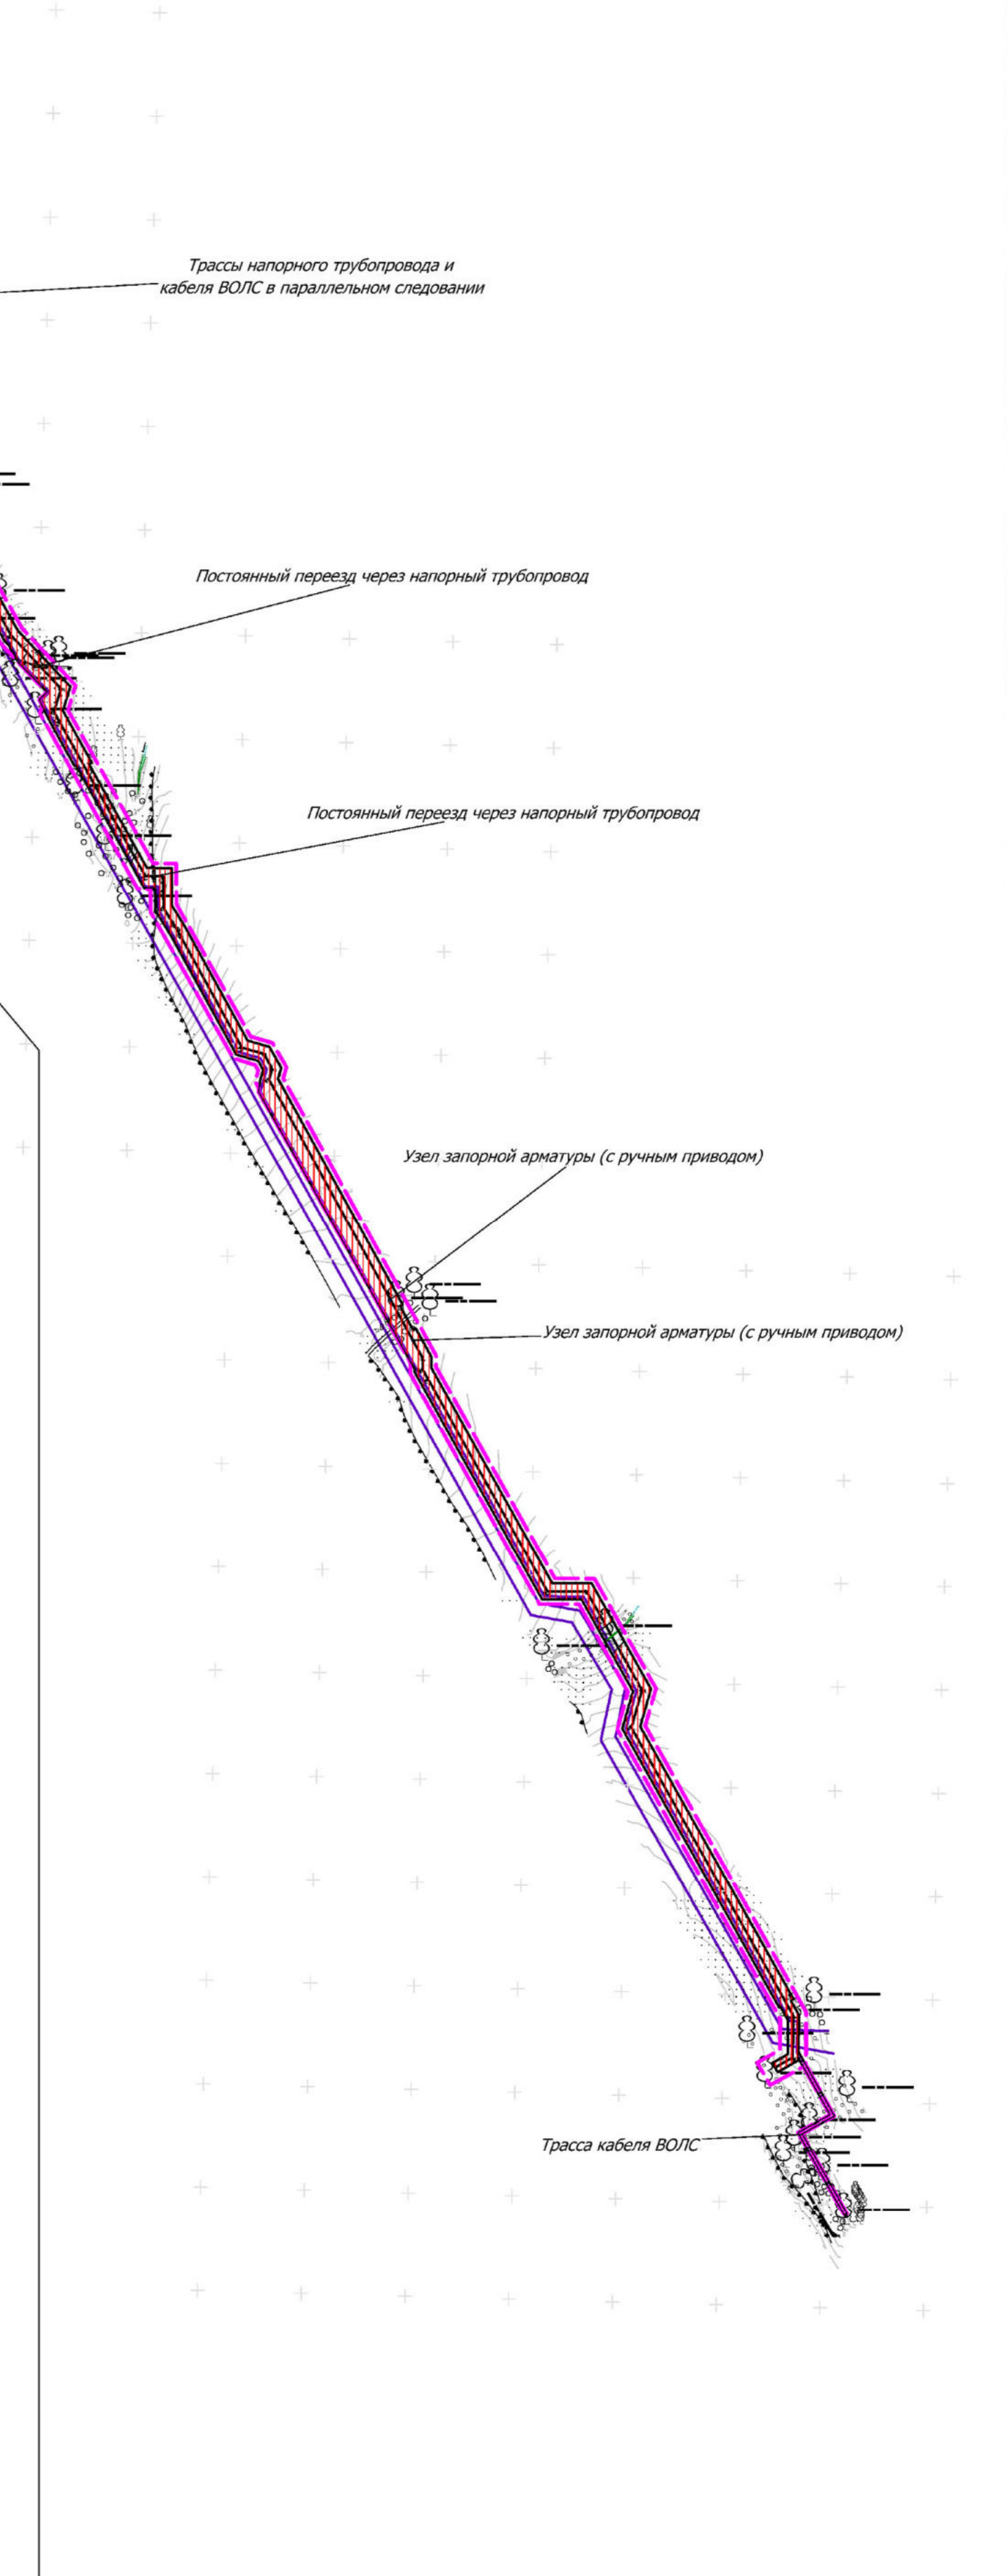 Трассы напорного трубопровода и
кабеля ВОЛС в параллельном следовании
Постоянный переезд через напорный трубопровод
Постоянный переезд через напорный трубопровод
Узел запорной арматуры (с ручным приводом)
Узел запорной арматуры (с ручным приводом)
Трасса кабеля ВОЛС